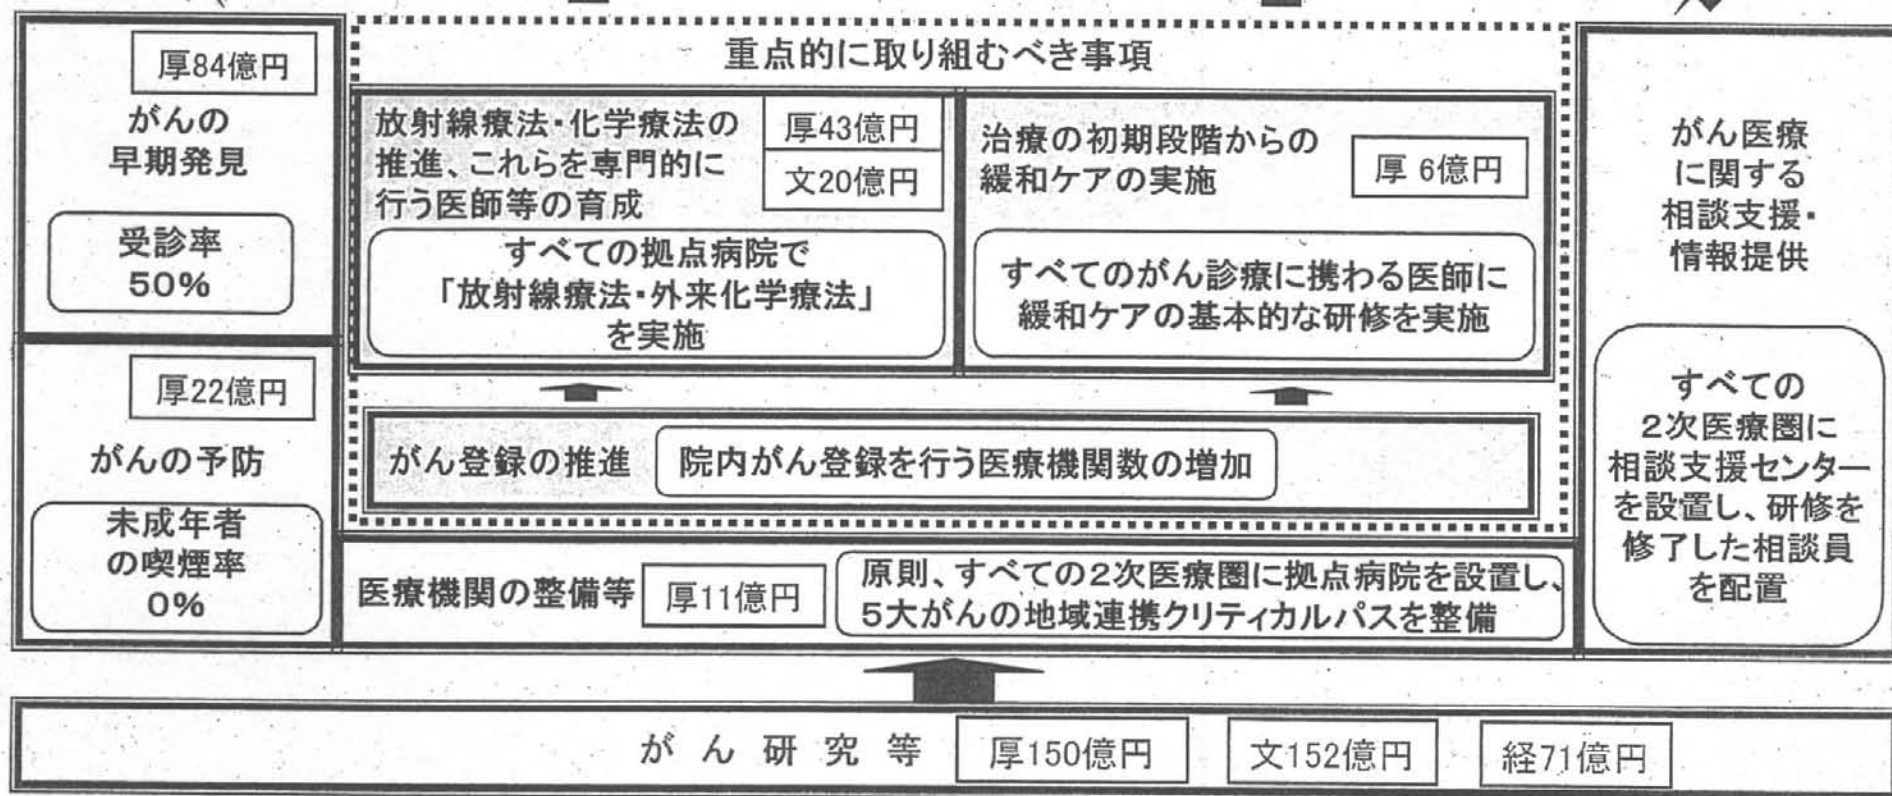 厚84億円
がんの
早期発見
受診率
50%
厚22億円
がんの予防
未成年者
の喫煙率
0%
重点的に取り組むべき事項
放射線療法・化学療法の
推進、これらを専門的に
行う医師等の育成
厚43億円
文20億円
すべての拠点病院で
「放射線療法・外来化学療法」
を実施
治療の初期段階からの
緩和ケアの実施
厚 6億円
すべてのがん診療に携わる医師に
緩和ケアの基本的な研修を実施
がん登録の推進
院内がん登録を行う医療機関数の増加
医療機関の整備等
厚11億円
原則、すべての2次医療圏に拠点病院を設置し、
5大がんの地域連携クリティカルパスを整備
がん医療
に関する
相談支援・
情報提供
すべての
2次医療圏に
相談支援センター
を設置し、研修を
修了した相談員
を配置
がん研究等
厚150億円
文152億円
経71億円